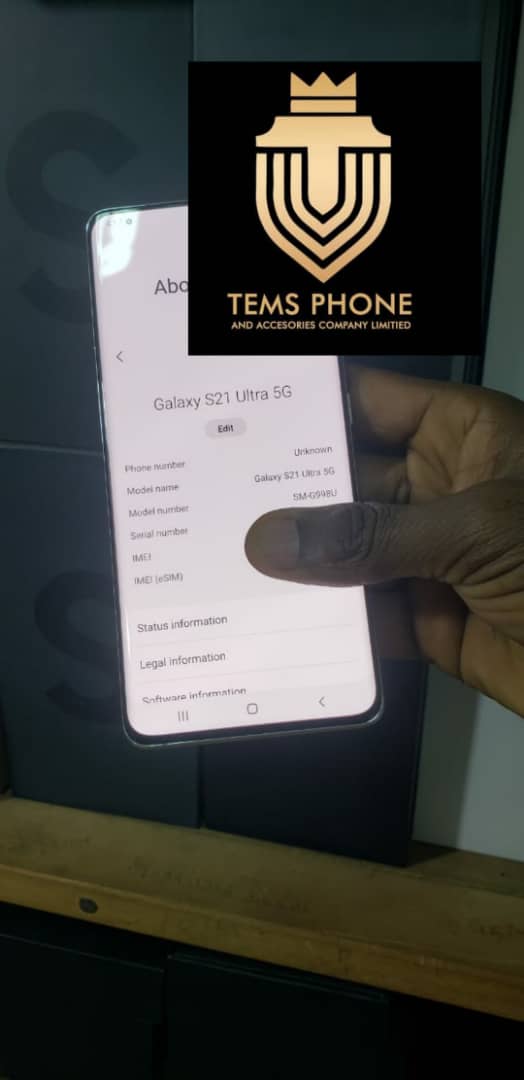 TEMS PHONE
AND ACCESORIES COMPANY LIMITIED
Abo
Galaxy S21 Ultra 5G
Edit
Phone number Unknown
Model name Galaxy S21 Ultra 5G
Model number SM-G998U
Serial number
IMEI
IMEI (eSIM)
Status information
Legal information
Software information
S
S